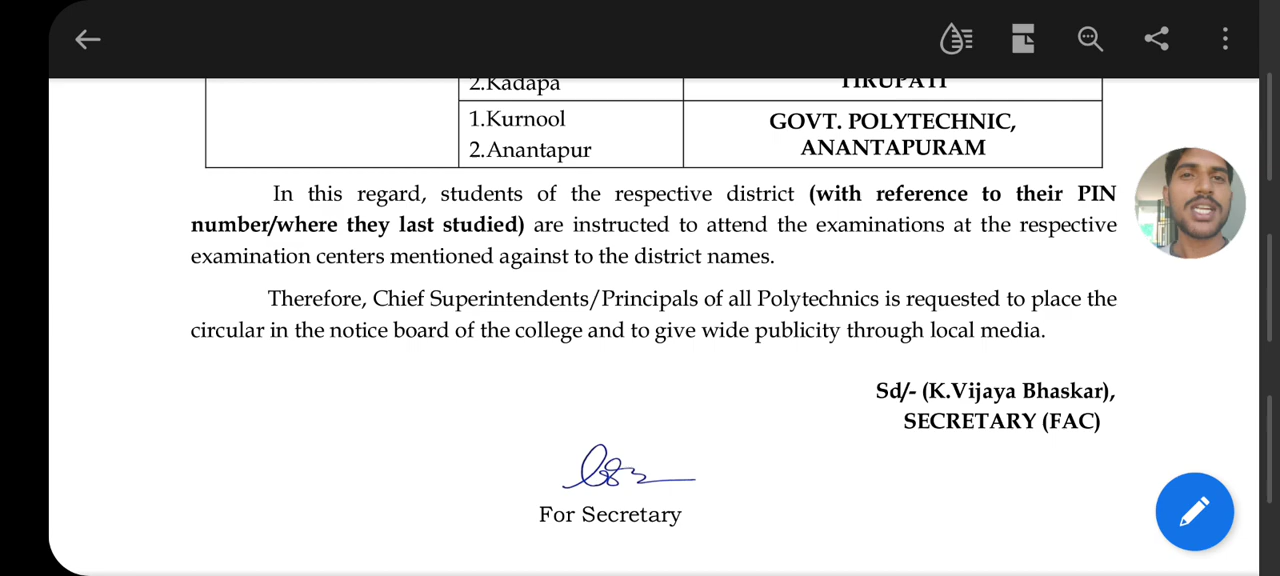 2.Kadapa
TIRUPATI
1.Kurnool
GOVT. POLYTECHNIC,
2.Anantapur
ANANTAPURAM
In this regard, students of the respective district (with reference to their PIN
number/where they last studied) are instructed to attend the examinations at the respective
examination centers mentioned against to the district names.
Therefore, Chief Superintendents/Principals of all Polytechnics is requested to place the
circular in the notice board of the college and to give wide publicity through local media.
Sd/- (K.Vijaya Bhaskar),
SECRETARY (FAC)
For Secretary